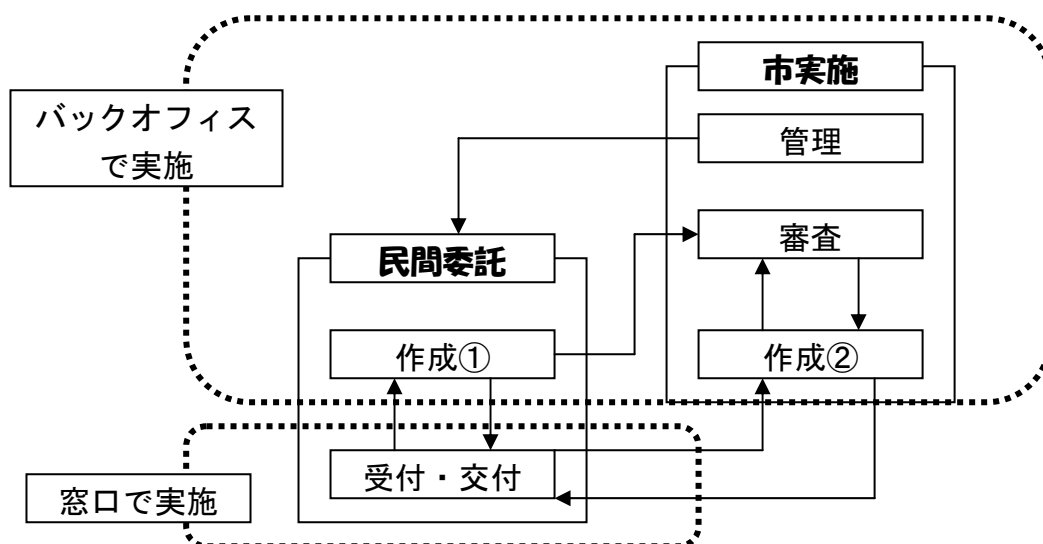 市実施
バックオフィス
で実施
管理
審査
民間委託
作成①
作成②
受付・交付
窓口で実施